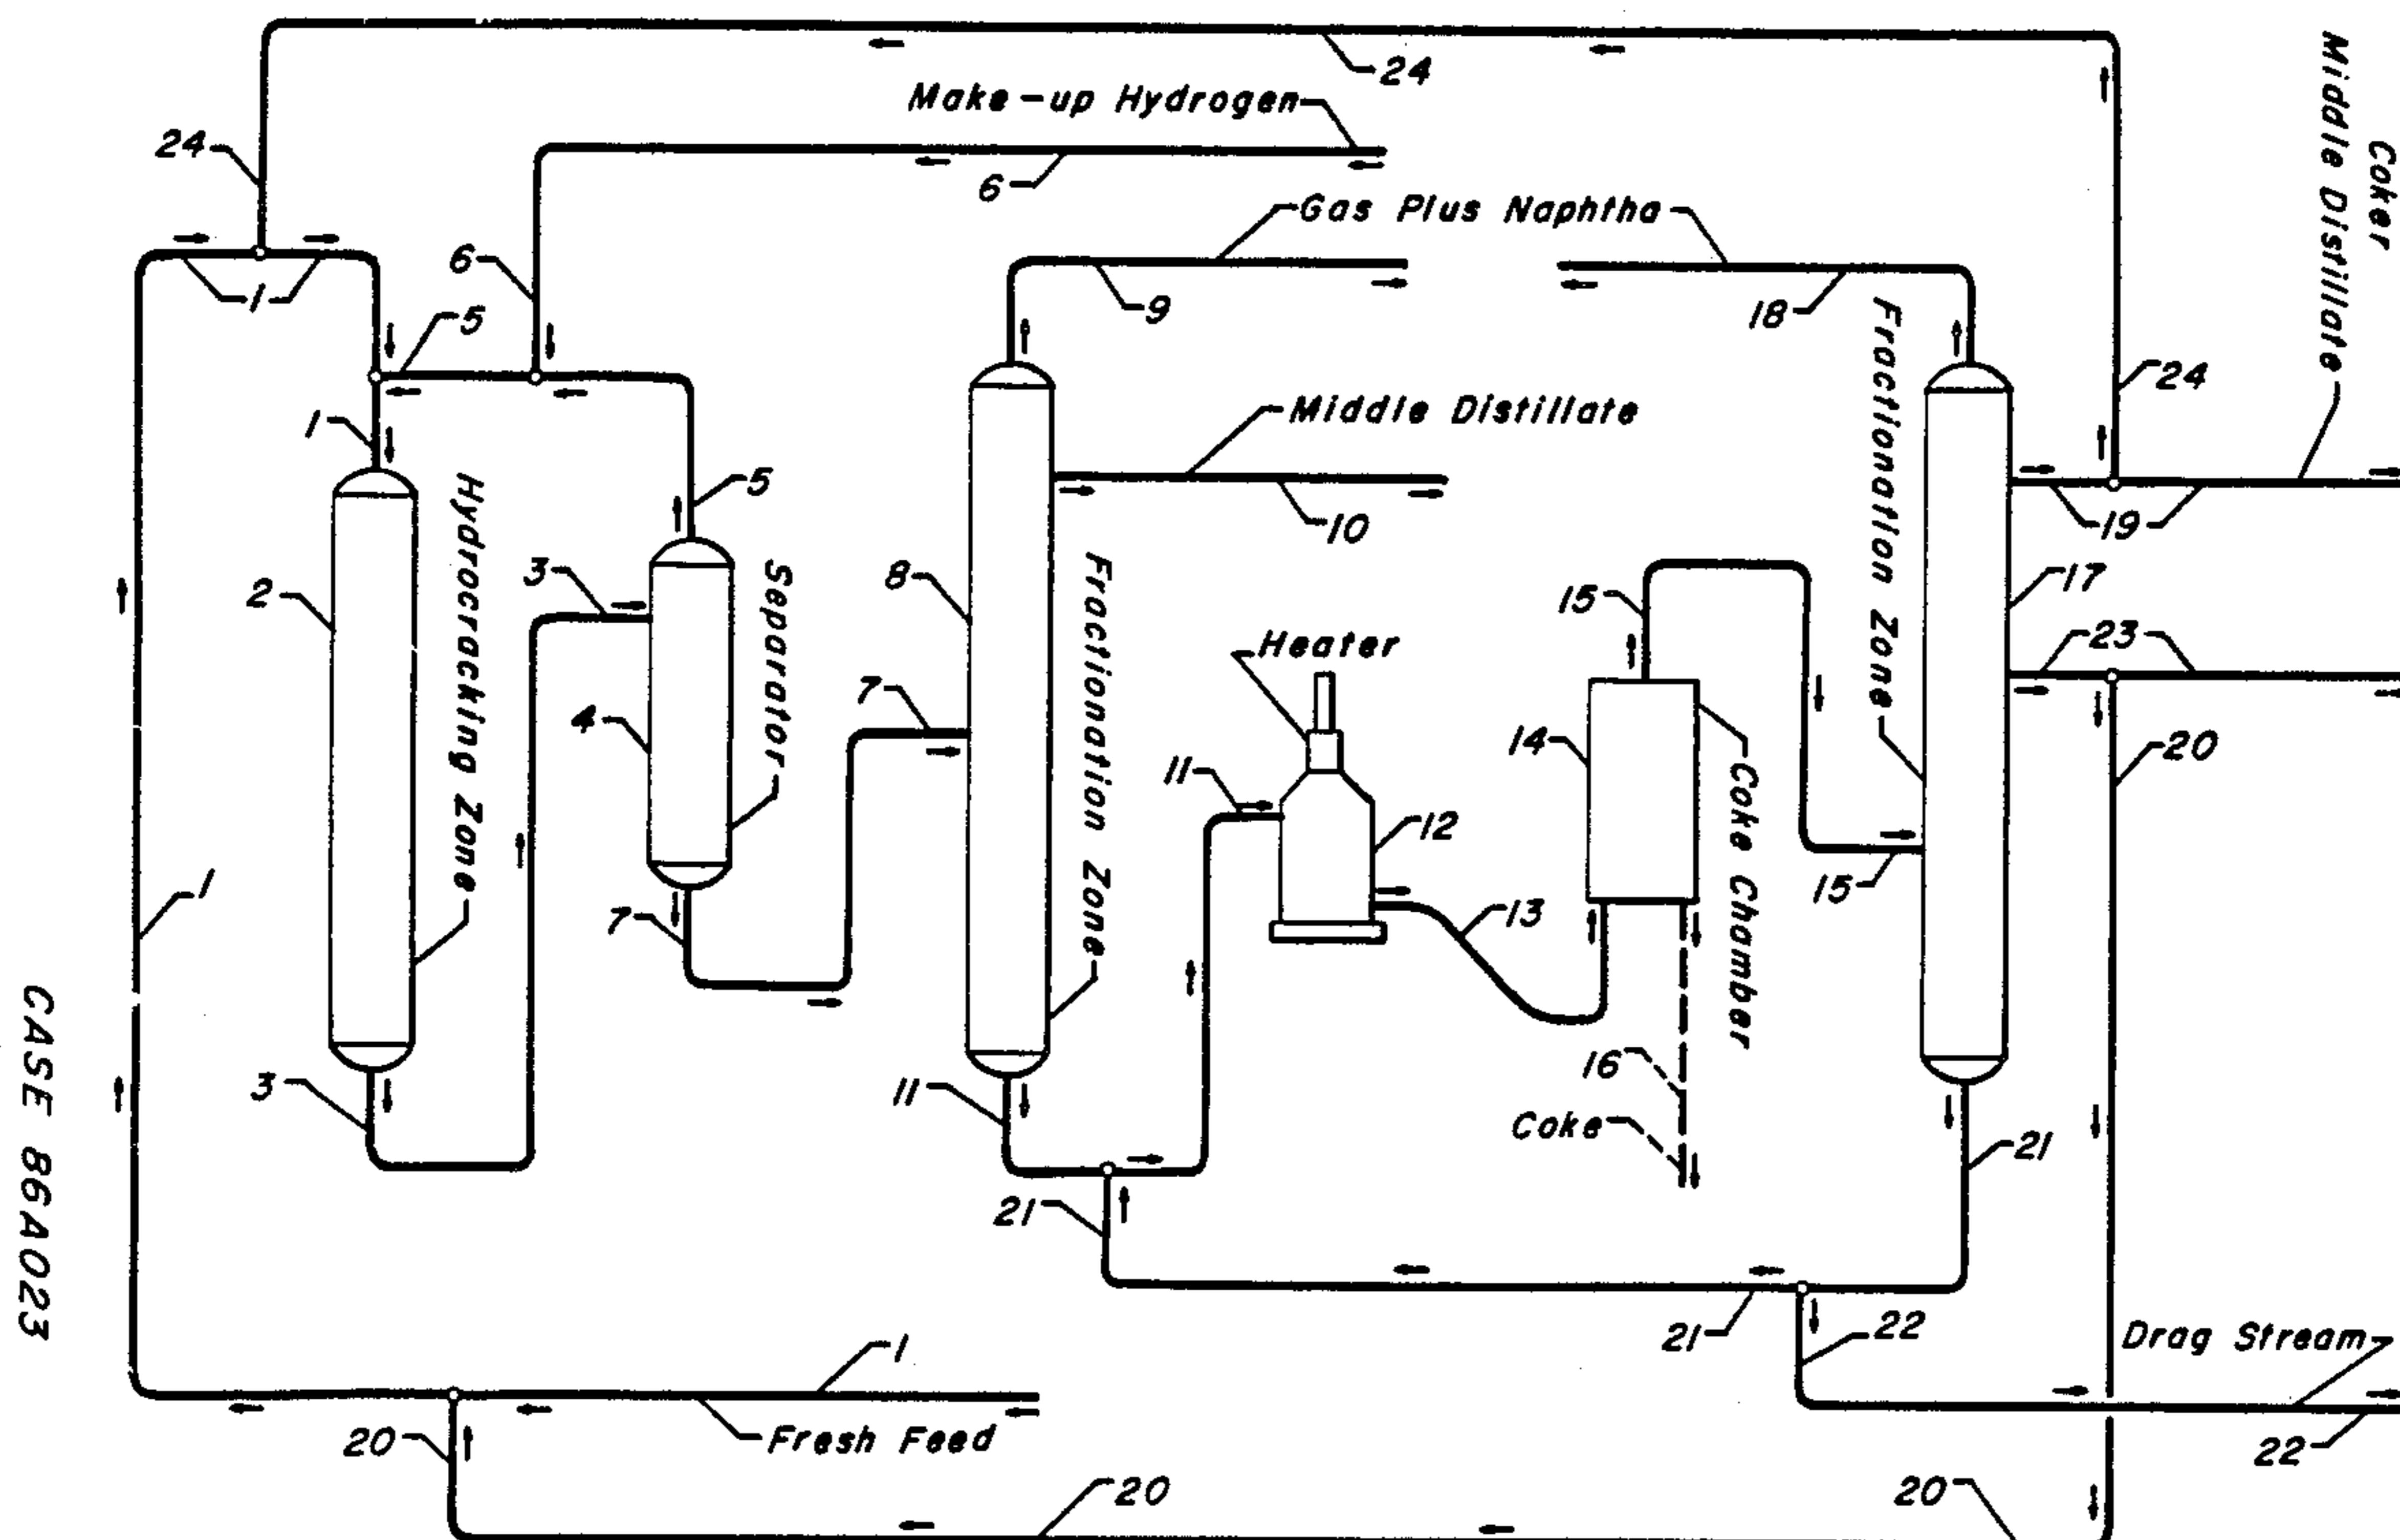 24
Make-up Hydrogen
24
6
Gas Plus Naphtha
Coker
Middle Distillate
1
6
5
9
18
24
1
Middle Distillate
5
10
19
Hydrocracking Zone
3
2
Separator
8
Fractionation Zone
Heater
15
Fractionation Zone
17
23
4
7
11
14
20
12
Coke Chamber
1
7
13
15
3
11
16
Coke
21
21
CASE 86A023
1
21
22
Drag Stream
20
Fresh Feed
22
20
20